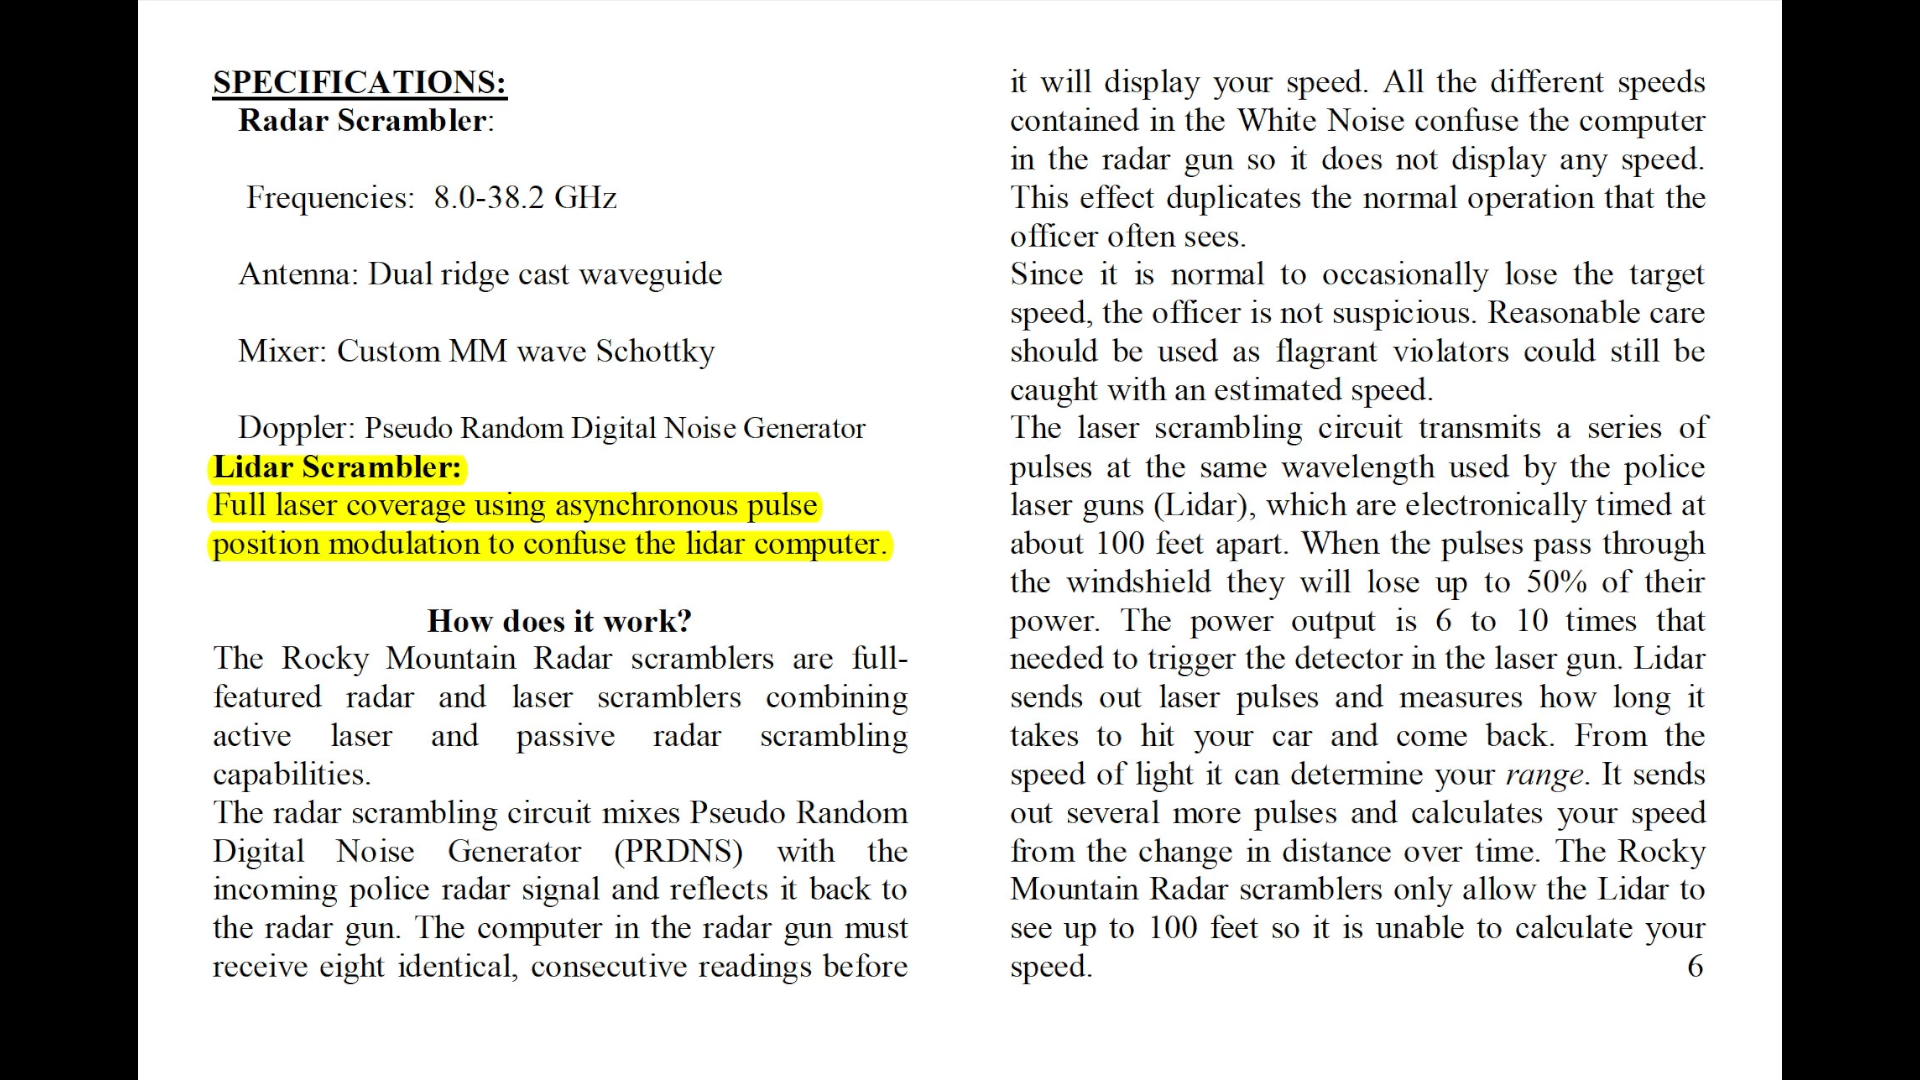 SPECIFICATIONS:
Radar Scrambler:
Frequencies: 8.0-38.2 GHz
Antenna: Dual ridge cast waveguide
Mixer: Custom MM wave Schottky
Doppler: Pseudo Random Digital Noise Generator
Lidar Scrambler:
Full laser coverage using asynchronous pulse
position modulation to confuse the lidar computer.
How does it work?
The Rocky Mountain Radar scramblers are full-
featured radar and laser scramblers combining
active laser and passive radar scrambling
capabilities.
The radar scrambling circuit mixes Pseudo Random
Digital Noise Generator (PRDNS) with the
incoming police radar signal and reflects it back to
the radar gun. The computer in the radar gun must
receive eight identical, consecutive readings before
it will display your speed. All the different speeds
contained in the White Noise confuse the computer
in the radar gun so it does not display any speed.
This effect duplicates the normal operation that the
officer often sees.
Since it is normal to occasionally lose the target
speed, the officer is not suspicious. Reasonable care
should be used as flagrant violators could still be
caught with an estimated speed.
The laser scrambling circuit transmits a series of
pulses at the same wavelength used by the police
laser guns (Lidar), which are electronically timed at
about 100 feet apart. When the pulses pass through
the windshield they will lose up to 50% of their
power. The power output is 6 to 10 times that
needed to trigger the detector in the laser gun. Lidar
sends out laser pulses and measures how long it
takes to hit your car and come back. From the
speed of light it can determine your range. It sends
out several more pulses and calculates your speed
from the change in distance over time. The Rocky
Mountain Radar scramblers only allow the Lidar to
see up to 100 feet so it is unable to calculate your
speed.
6